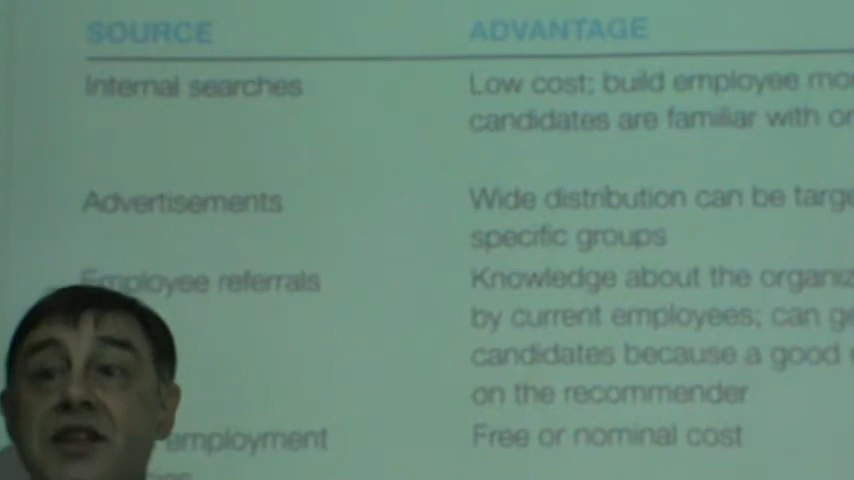 SOURCE ADVANTAGE
Internal searches Low cost; build employee
candidates are familiar with
Advertisements Wide distribution can be
specific groups
Employee referrals Knowledge about the
by current employees; can
candidates because a good
on the recommender
employment Free or nominal cost